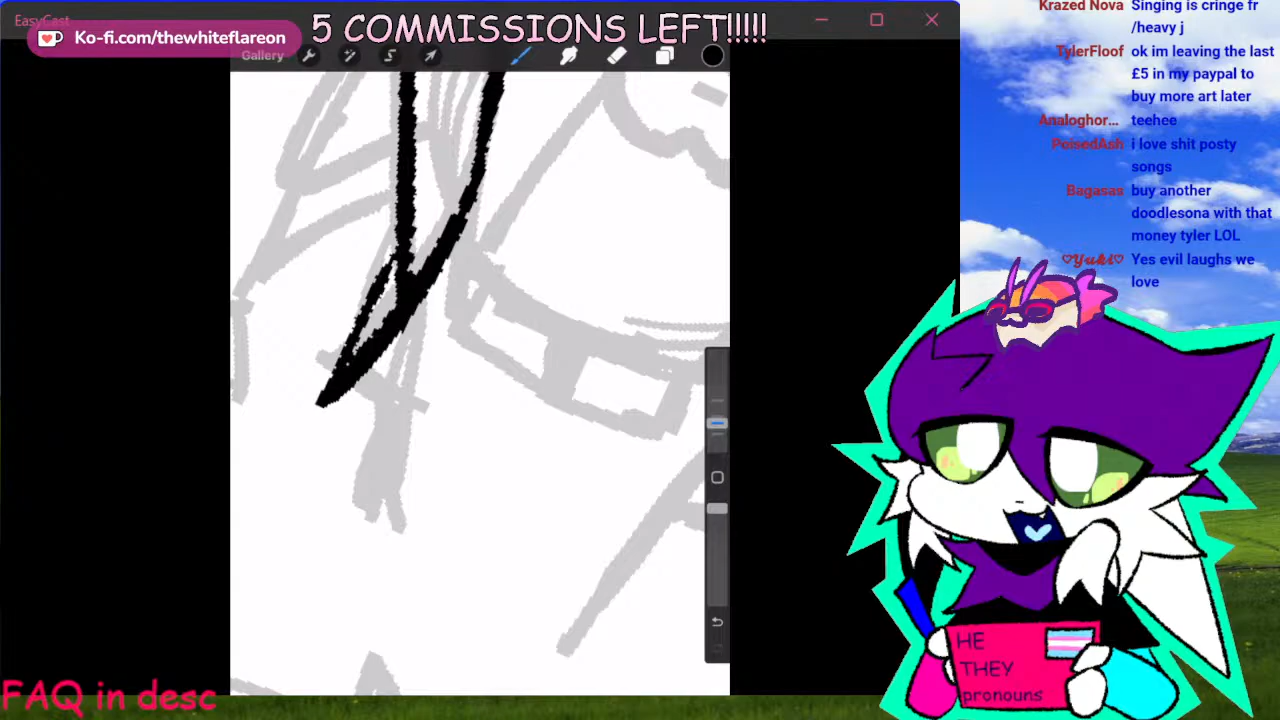 EasyCast
Ko-fi.com/thewhiteflareon
5 COMMISSIONS LEFT!!!!!
Gallery
Krazed Nova Singing is cringe fr
/heavy j
TylerFloof ok im leaving the last
£5 in my paypal to
buy more art later
Analoghor... teehee
PoisedAsh i love shit posty
songs
Bagasas buy another
doodlesona with that
money tyler LOL
♡𝓨𝓾𝓴𝓲♡ Yes evil laughs we
love
HE
THEY
pronouns
FAQ in desc